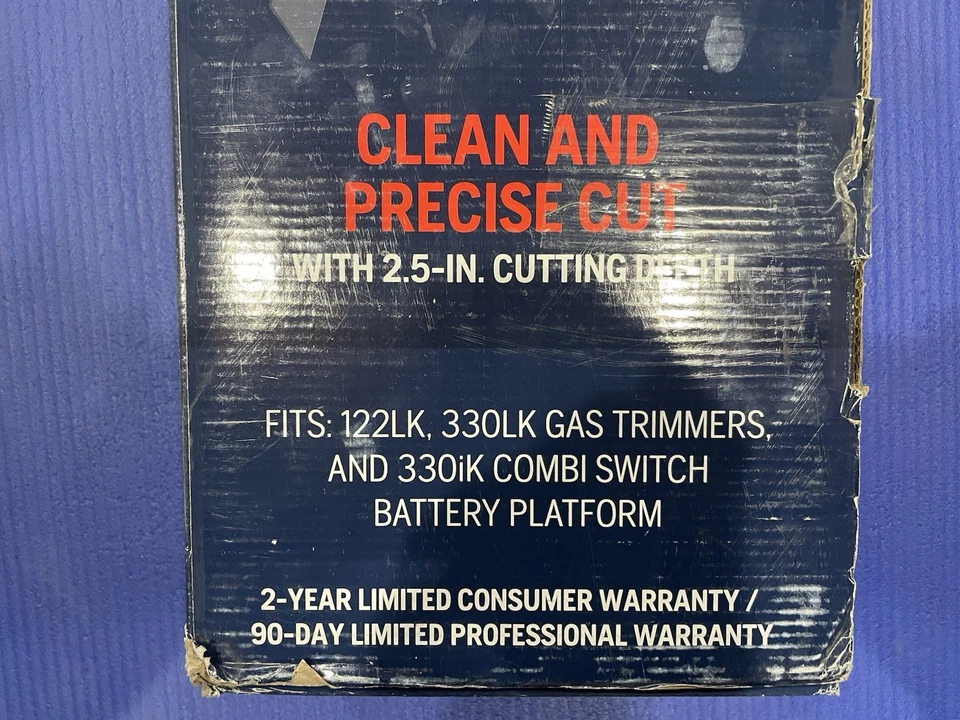 CLEAN AND
PRECISE CUT
WITH 2.5-IN. CUTTING DEPTH
FITS: 122LK, 330LK GAS TRIMMERS,
AND 330iK COMBI SWITCH
BATTERY PLATFORM
2-YEAR LIMITED CONSUMER WARRANTY /
90-DAY LIMITED PROFESSIONAL WARRANTY